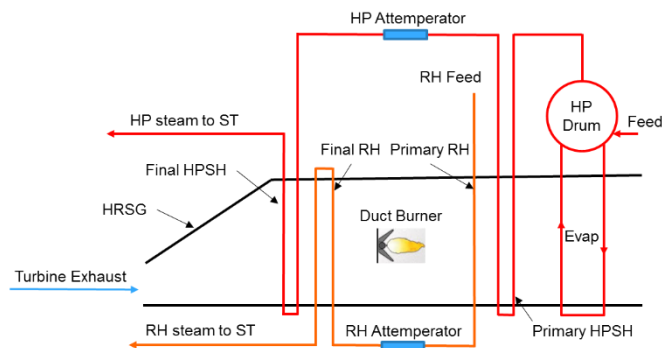 HP Attemperator
RH Feed
HP
Drum
Feed
HP steam to ST
Final RH
Primary RH
Final HPSH
HRSG
Duct Burner
Evap
Turbine Exhaust
RH steam to ST
RH Attemperator
Primary HPSH